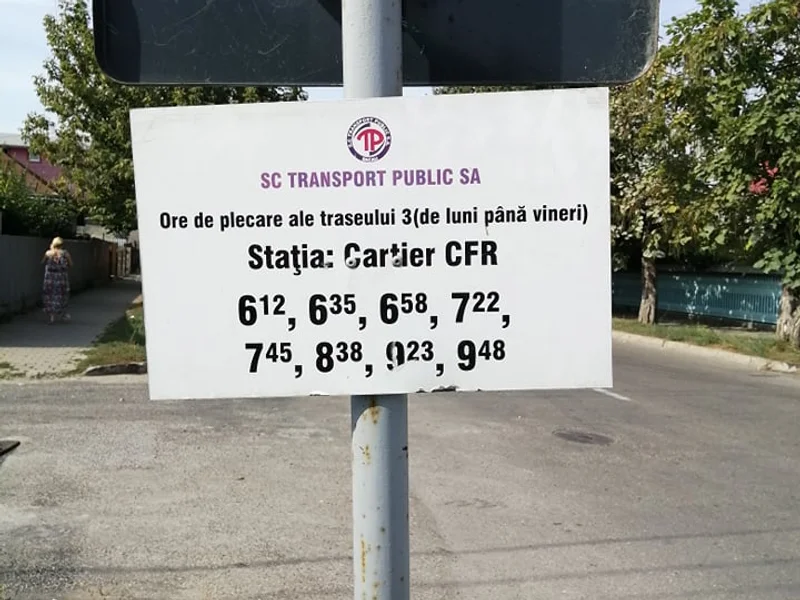 TP
SC TRANSPORT PUBLIC SA
Ore de plecare ale traseului 3(de luni până vineri)
Staţia: Cartier CFR
6¹², 6³⁵, 6⁵⁸, 7²²,
7⁴⁵, 8³⁸, 9²³, 9⁴⁸